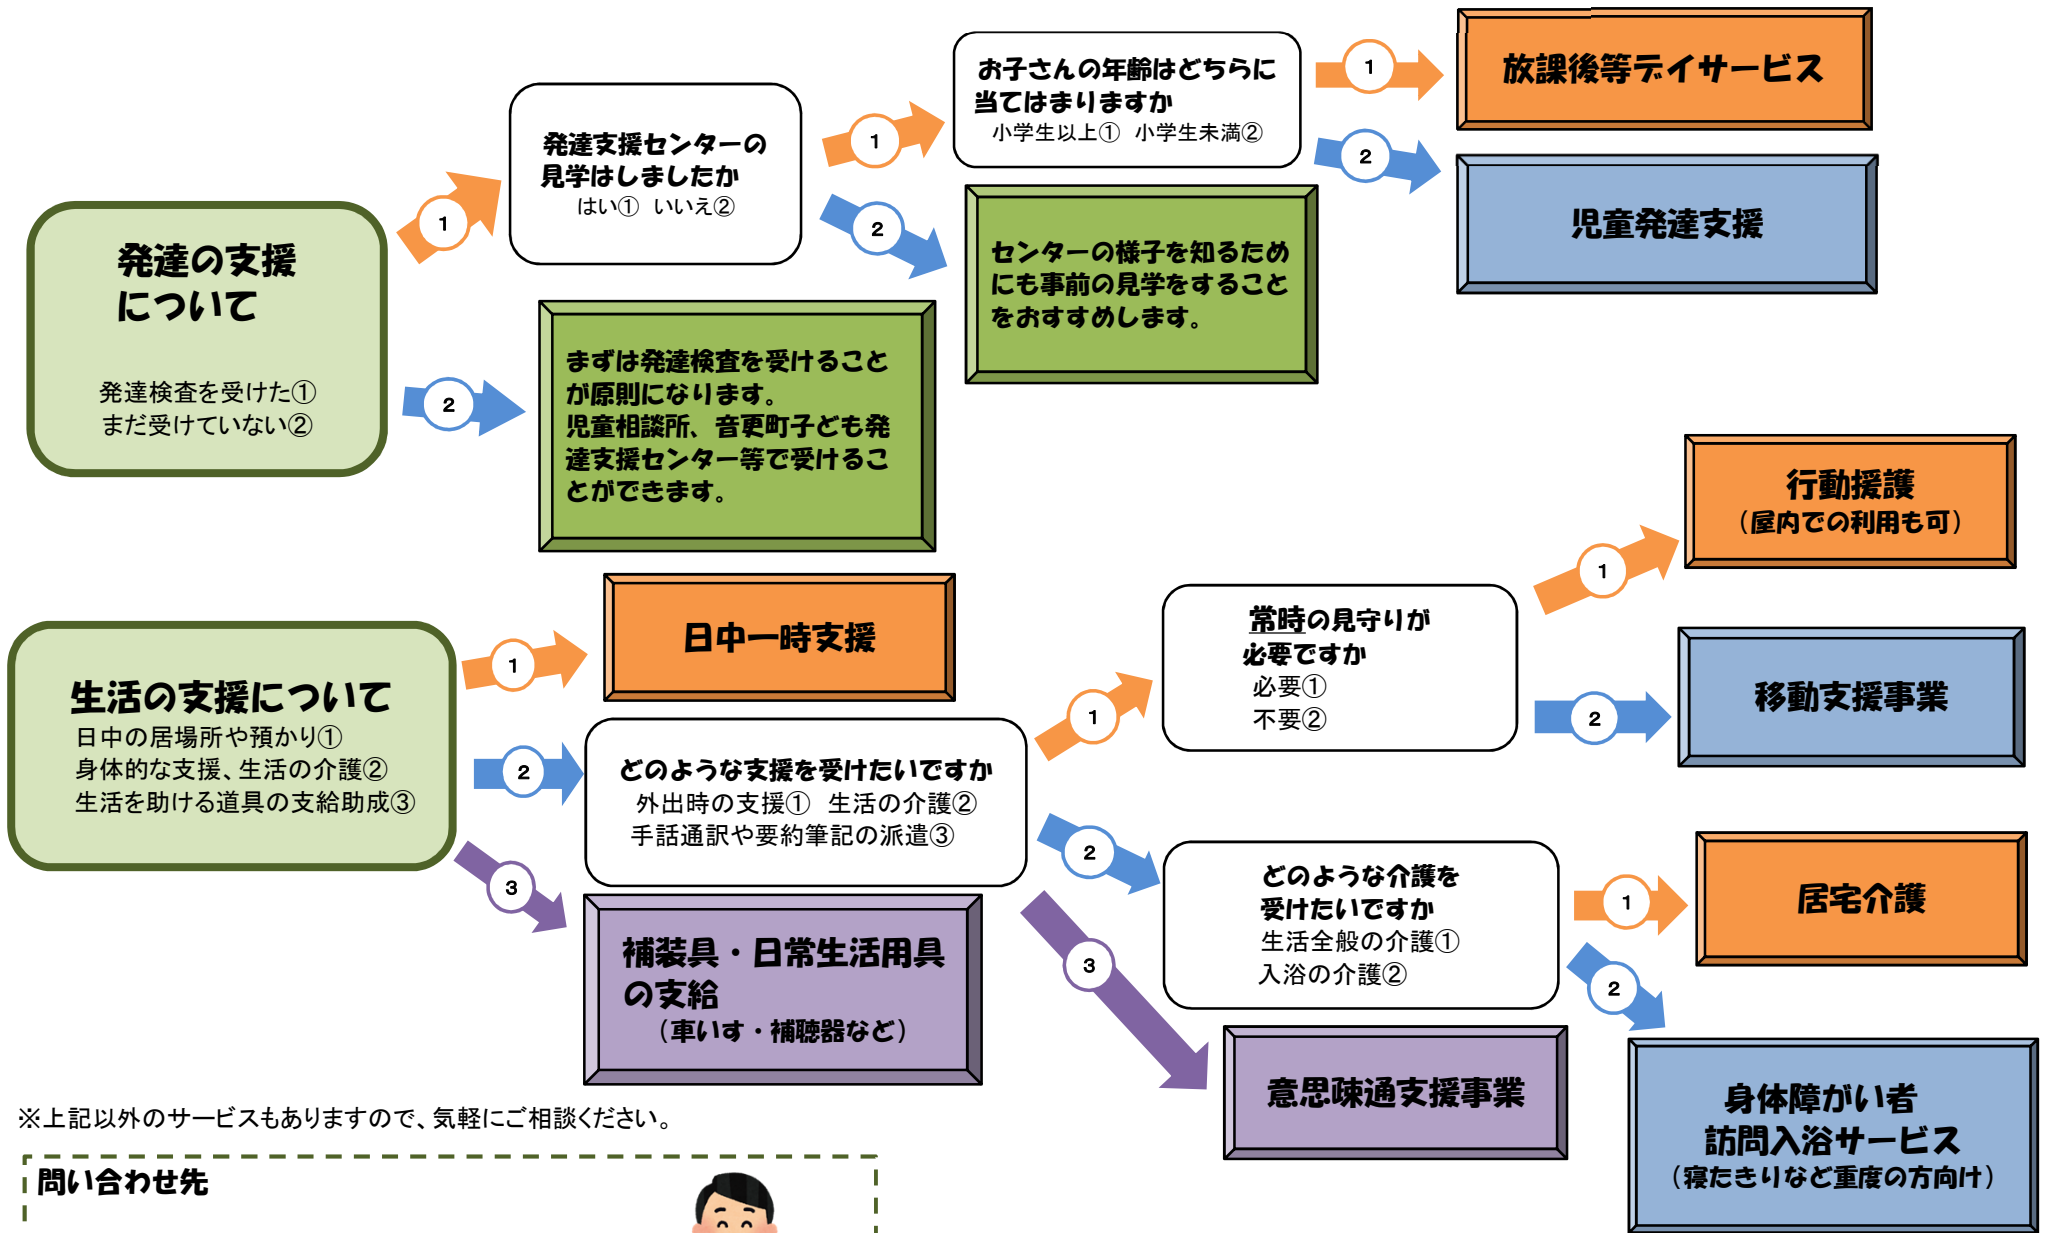 発達の支援
について
発達検査を受けた①
まだ受けていない②
1
2
発達支援センターの
見学はしましたか
はい① いいえ②
まずは発達検査を受けること
が原則になります。
児童相談所、音更町子ども発
達支援センター等で受けるこ
とができます。
1
2
お子さんの年齢はどちらに
当てはまりますか
小学生以上① 小学生未満②
センターの様子を知るため
にも事前の見学をすること
をおすすめします。
1
2
放課後等デイサービス
児童発達支援
生活の支援について
日中の居場所や預かり①
身体的な支援、生活の介護②
生活を助ける道具の支給助成③
1
2
3
日中一時支援
どのような支援を受けたいですか
外出時の支援① 生活の介護②
手話通訳や要約筆記の派遣③
補装具・日常生活用具
の支給
（車いす・補聴器など）
1
2
3
常時の見守りが
必要ですか
必要①
不要②
1
2
行動援護
（屋内での利用も可）
移動支援事業
どのような介護を
受けたいですか
生活全般の介護①
入浴の介護②
1
2
居宅介護
身体障がい者
訪問入浴サービス
（寝たきりなど重度の方向け）
意思疎通支援事業
※上記以外のサービスもありますので、気軽にご相談ください。
問い合わせ先